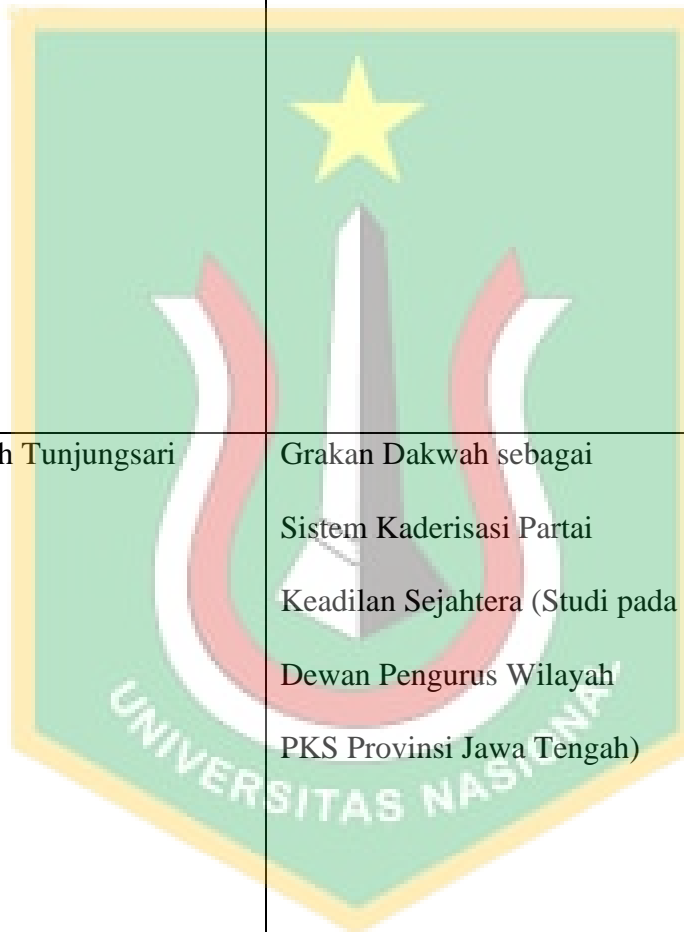 h Tunjungsari
Grakan Dakwah sebagai
Sistem Kaderisasi Partai
Keadilan Sejahtera (Studi pada
Dewan Pengurus Wilayah
PKS Provinsi Jawa Tengah)
UNIVERSITAS NASIONAL